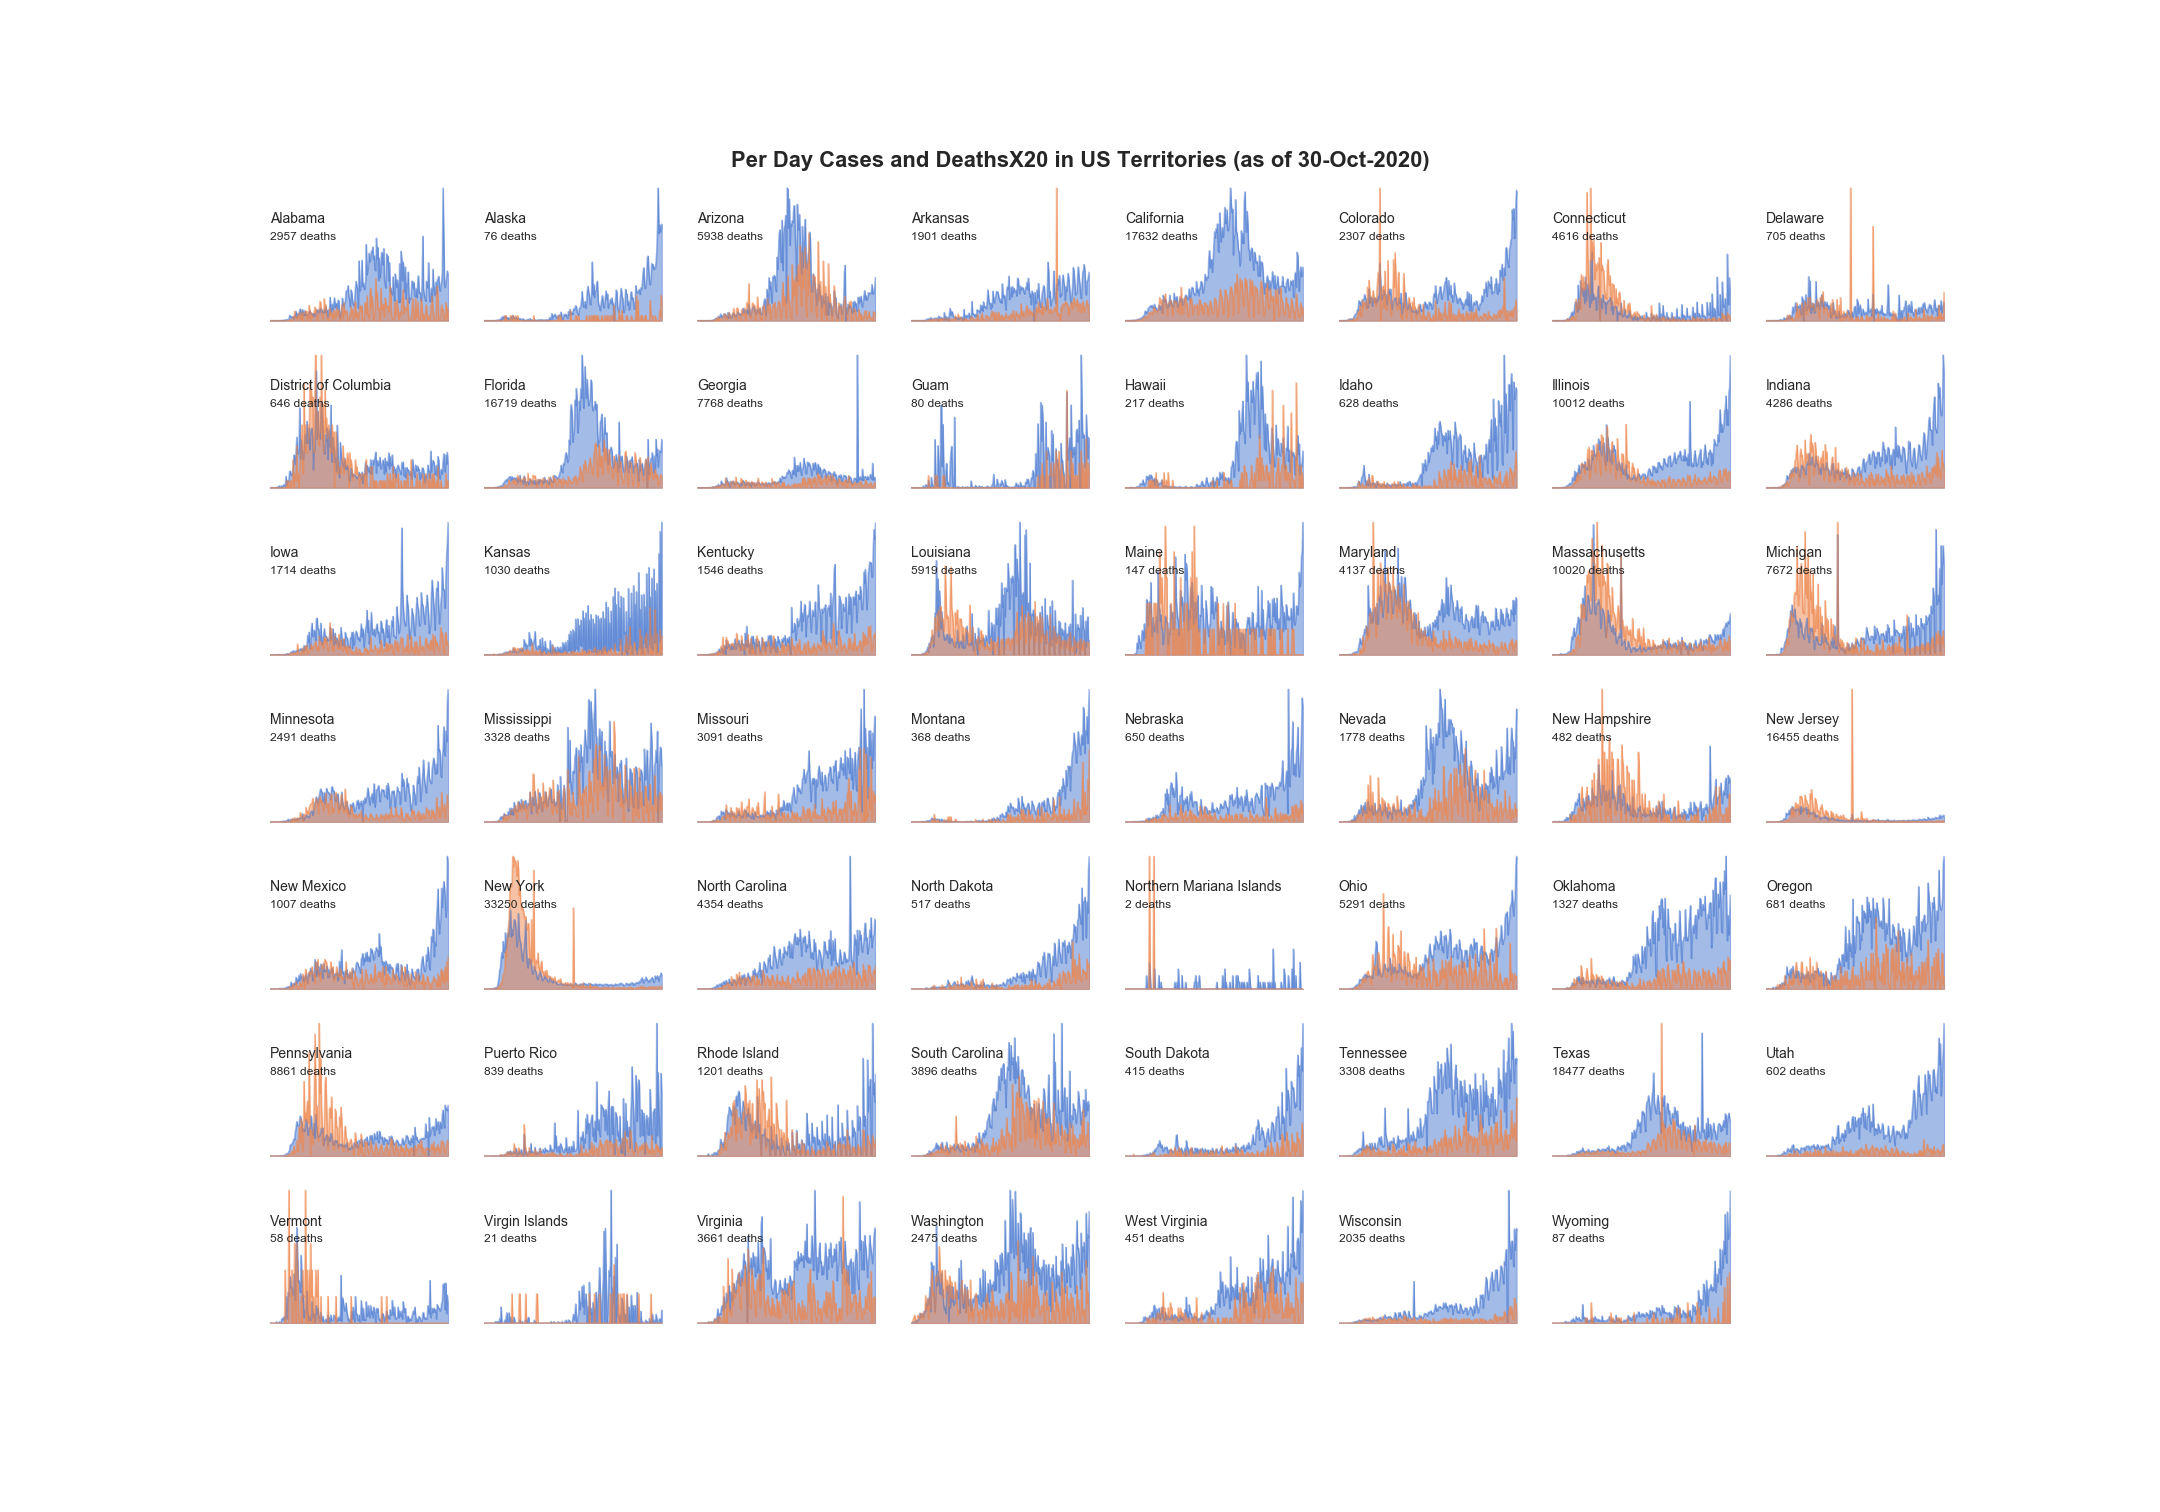 Per Day Cases and DeathsX20 in US Territories (as of 30-Oct-2020)
Alabama
2957 deaths
Alaska
76 deaths
Arizona
5938 deaths
Arkansas
1901 deaths
California
17632 deaths
Colorado
2307 deaths
Connecticut
4616 deaths
Delaware
705 deaths
District of Columbia
646 deaths
Florida
16719 deaths
Georgia
7768 deaths
Guam
80 deaths
Hawaii
217 deaths
Idaho
628 deaths
Illinois
10012 deaths
Indiana
4286 deaths
Iowa
1714 deaths
Kansas
1030 deaths
Kentucky
1546 deaths
Louisiana
5919 deaths
Maine
147 deaths
Maryland
4137 deaths
Massachusetts
10020 deaths
Michigan
7672 deaths
Minnesota
2491 deaths
Mississippi
3328 deaths
Missouri
3091 deaths
Montana
368 deaths
Nebraska
650 deaths
Nevada
1778 deaths
New Hampshire
482 deaths
New Jersey
16455 deaths
New Mexico
1007 deaths
New York
33250 deaths
North Carolina
4354 deaths
North Dakota
517 deaths
Northern Mariana Islands
2 deaths
Ohio
5291 deaths
Oklahoma
1327 deaths
Oregon
681 deaths
Pennsylvania
8861 deaths
Puerto Rico
839 deaths
Rhode Island
1201 deaths
South Carolina
3896 deaths
South Dakota
415 deaths
Tennessee
3308 deaths
Texas
18477 deaths
Utah
602 deaths
Vermont
58 deaths
Virgin Islands
21 deaths
Virginia
3661 deaths
Washington
2475 deaths
West Virginia
451 deaths
Wisconsin
2035 deaths
Wyoming
87 deaths